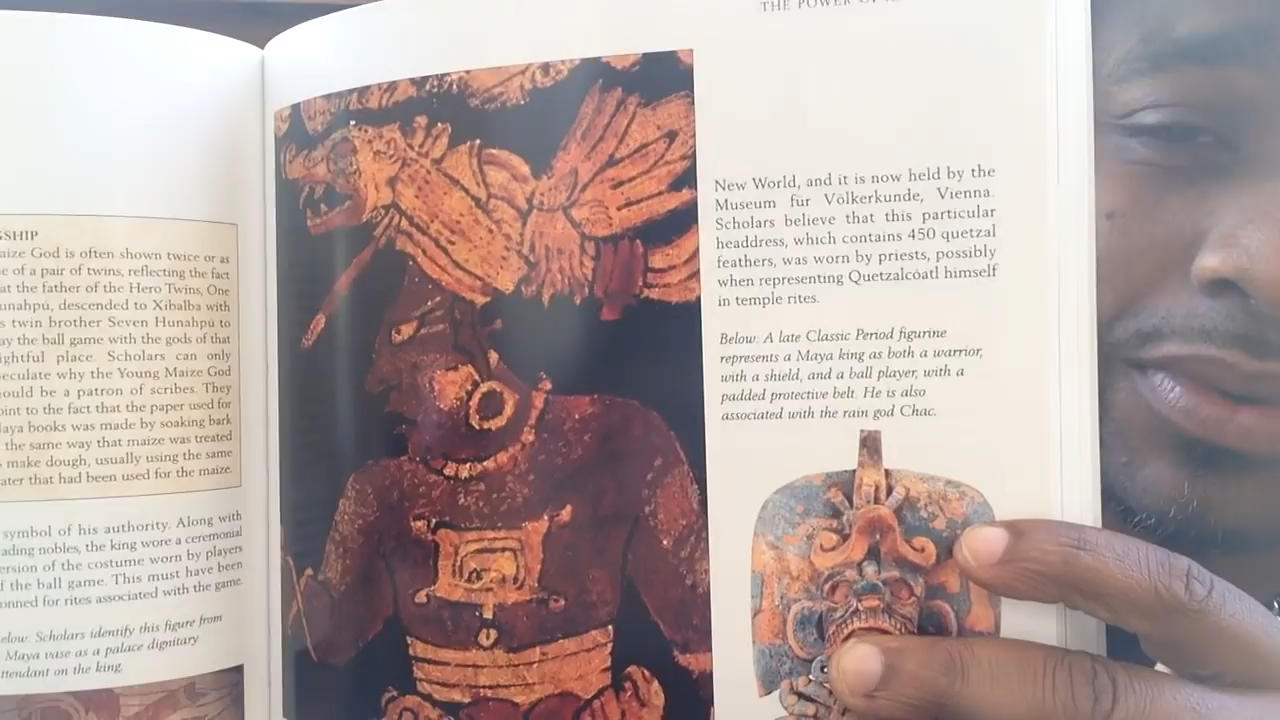 THE POWER OF
GSHIP
aize God is often shown twice or as
e of a pair of twins, reflecting the fact
at the father of the Hero Twins, One
unahpú, descended to Xibalba with
s twin brother Seven Hunahpú to
ay the ball game with the gods of that
ightful place. Scholars can only
eculate why the Young Maize God
ould be a patron of scribes. They
oint to the fact that the paper used for
aya books was made by soaking bark
the same way that maize was treated
make dough, usually using the same
ater that had been used for the maize.
symbol of his authority. Along with
ading nobles, the king wore a ceremonial
ersion of the costume worn by players
f the ball game. This must have been
onned for rites associated with the game.
elow: Scholars identify this figure from
Maya vase as a palace dignitary
ttendant on the king.
New World, and it is now held by the
Museum für Völkerkunde, Vienna.
Scholars believe that this particular
headdress, which contains 450 quetzal
feathers, was worn by priests, possibly
when representing Quetzalcóatl himself
in temple rites.
Below: A late Classic Period figurine
represents a Maya king as both a warrior,
with a shield, and a ball player, with a
padded protective belt. He is also
associated with the rain god Chac.